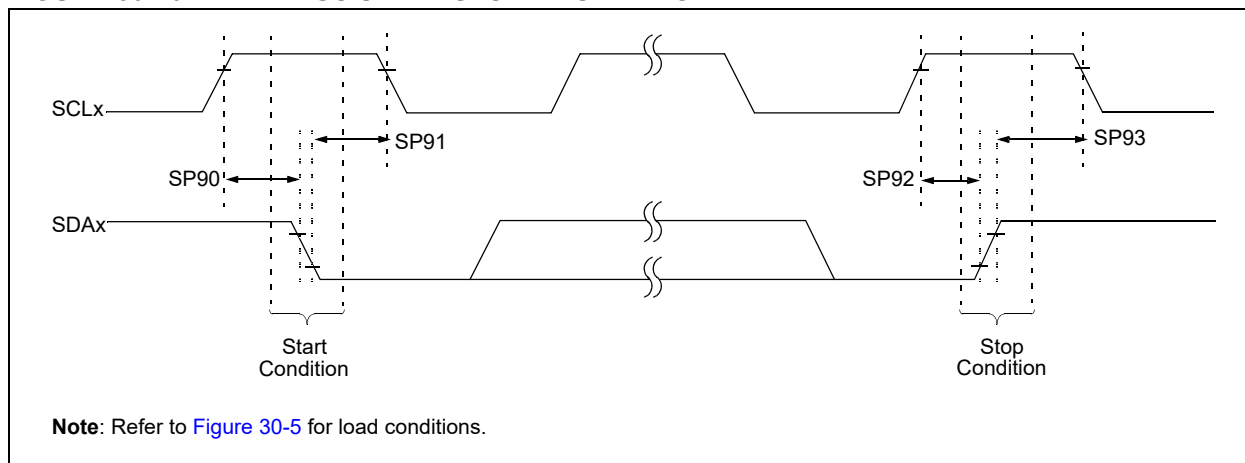 SCLx
SP91
SP93
SP90
SP92
SDAx
Start
Condition
Stop
Condition
Note: Refer to Figure 30-5 for load conditions.